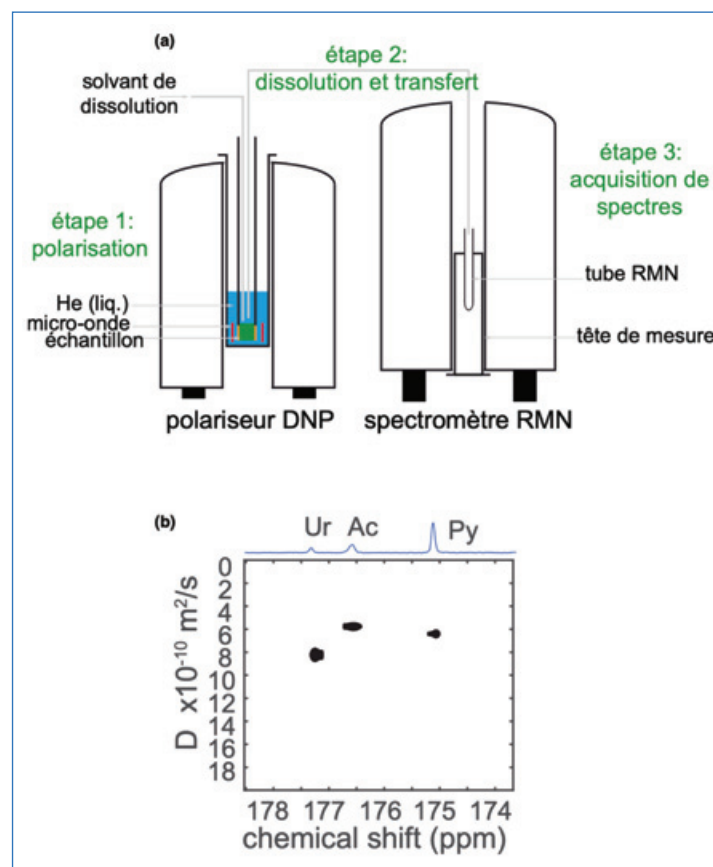 (a)
étape 2:
dissolution et transfert
solvant de
dissolution
étape 1:
polarisation
étape 3:
acquisition de
spectres
He (liq.)
micro-onde
échantillon
tube RMN
tête de mesure
polariseur DNP
spectromètre RMN
(b)
Ur Ac Py
0
2
4
6
8
10
12
14
16
18
D x10⁻¹⁰ m²/s
178 177 176 175 174
chemical shift (ppm)